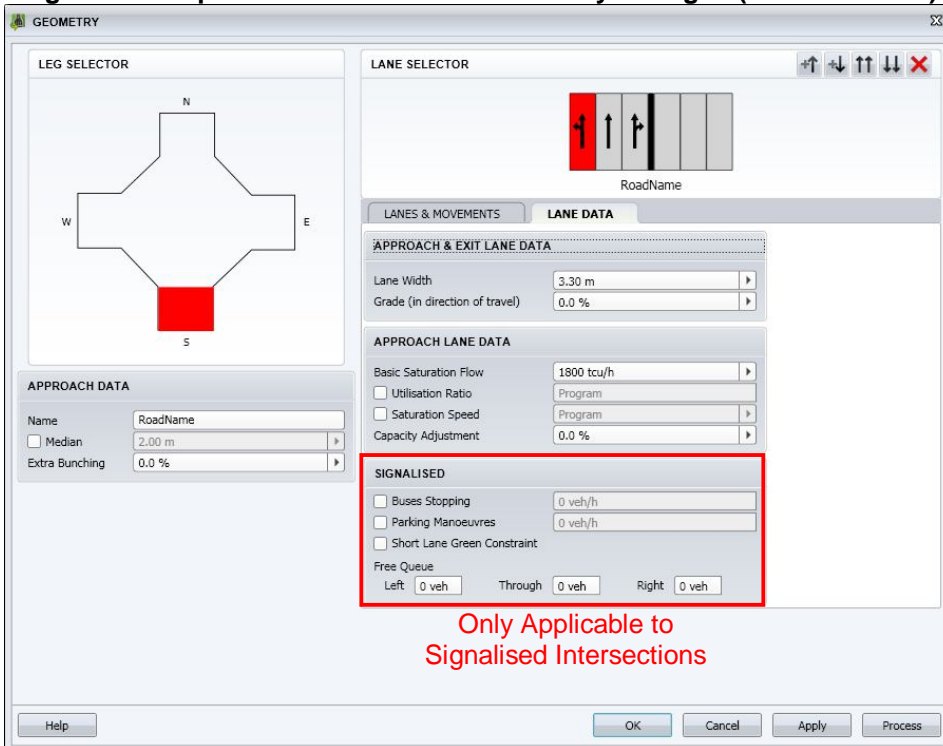 GEOMETRY
LEG SELECTOR
N
W
E
S
APPROACH DATA
Name RoadName
Median 2.00 m
Extra Bunching 0.0 %
LANE SELECTOR
RoadName
LANES & MOVEMENTS LANE DATA
APPROACH & EXIT LANE DATA
Lane Width 3.30 m
Grade (in direction of travel) 0.0 %
APPROACH LANE DATA
Basic Saturation Flow 1800 tcu/h
Utilisation Ratio Program
Saturation Speed Program
Capacity Adjustment 0.0 %
SIGNALISED
Buses Stopping 0 veh/h
Parking Manoeuvres 0 veh/h
Short Lane Green Constraint
Free Queue
Left 0 veh Through 0 veh Right 0 veh
Only Applicable to
Signalised Intersections
Help OK Cancel Apply Process